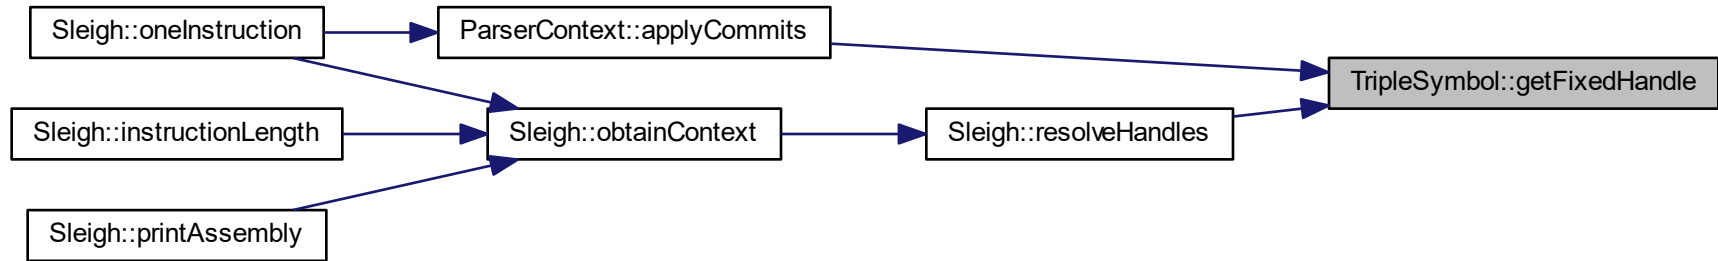 Sleigh::oneInstruction
ParserContext::applyCommits
TripleSymbol::getFixedHandle
Sleigh::instructionLength
Sleigh::obtainContext
Sleigh::resolveHandles
Sleigh::printAssembly